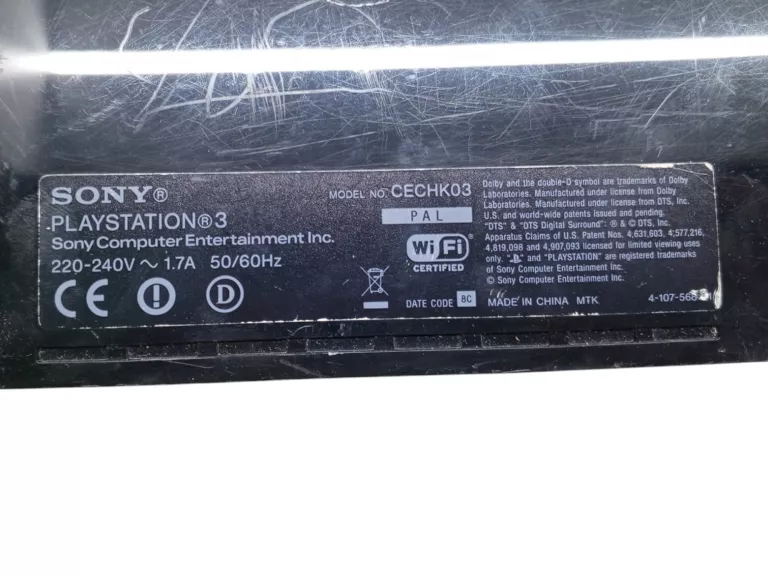 SONY®
PLAYSTATION®3
Sony Computer Entertainment Inc.
220-240V ~ 1.7A 50/60Hz
CE
D
MODEL NO. CECHK03
PAL
Wi Fi
CERTIFIED
DATE CODE 8C
MADE IN CHINA MTK
Dolby and the double-D symbol are trademarks of Dolby
Laboratories. Manufactured under license from Dolby
Laboratories. Manufactured under license from DTS, Inc.
U.S. and world-wide patents issued and pending.
"DTS" & "DTS Digital Surround" : ® & © DTS, Inc.
Apparatus Claims of U.S. Patent Nos. 4,631,603, 4,577,216,
4,819,098 and 4,907,093 licensed for limited viewing uses
only. " " and "PLAYSTATION" are registered trademarks
of Sony Computer Entertainment Inc.
© Sony Computer Entertainment Inc.